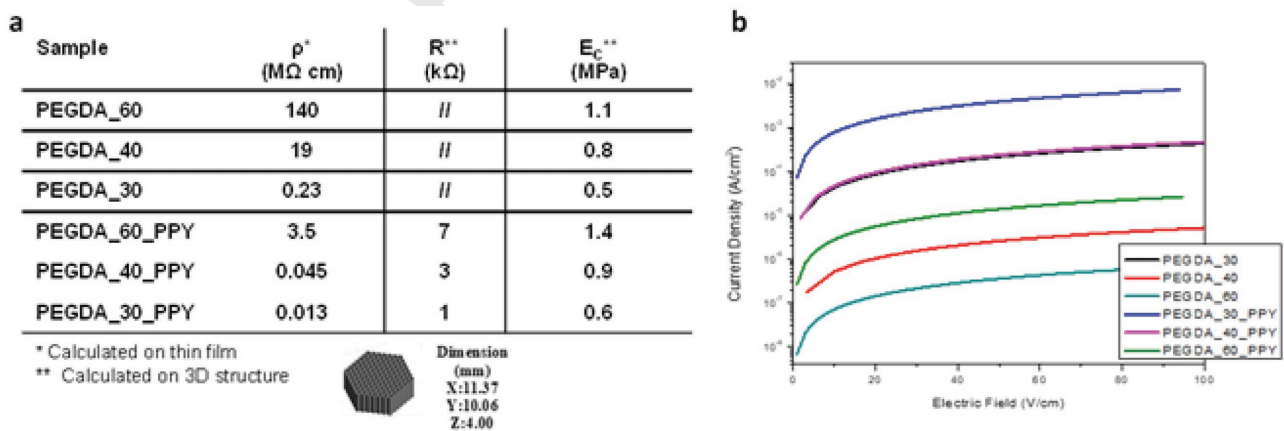 a
Sample ρ* (MΩ cm) R** (kΩ) E_C** (MPa)
PEGDA_60 140 // 1.1
PEGDA_40 19 // 0.8
PEGDA_30 0.23 // 0.5
PEGDA_60_PPY 3.5 7 1.4
PEGDA_40_PPY 0.045 3 0.9
PEGDA_30_PPY 0.013 1 0.6
* Calculated on thin film
** Calculated on 3D structure
Dimension
(mm)
X:11.37
Y:10.06
Z:4.00
b
Current Density (A/cm²)
PEGDA_30
PEGDA_40
PEGDA_60
PEGDA_30_PPY
PEGDA_40_PPY
PEGDA_60_PPY
0 20 40 60 80 100
Electric Field (V/cm)